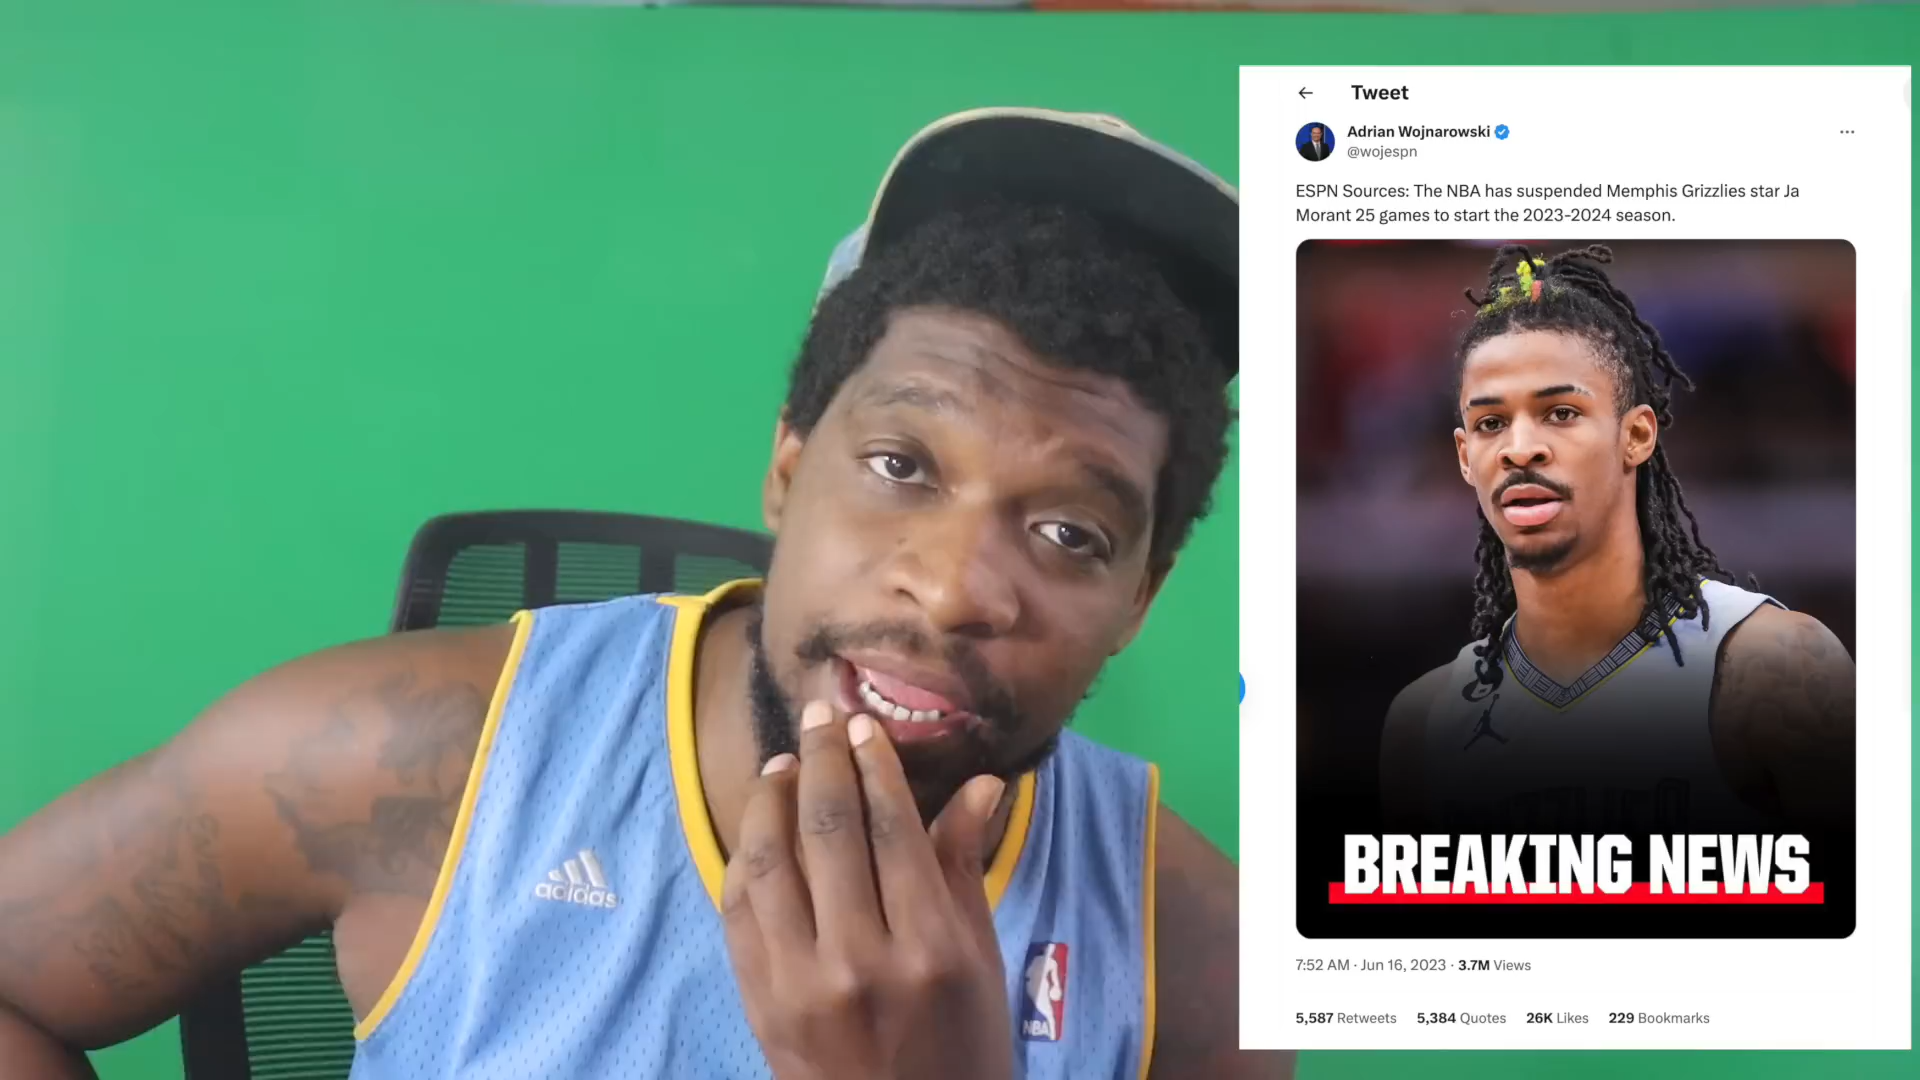 Tweet
Adrian Wojnarowski
@wojespn
ESPN Sources: The NBA has suspended Memphis Grizzlies star Ja
Morant 25 games to start the 2023-2024 season.
BREAKING NEWS
7:52 AM · Jun 16, 2023 · 3.7M Views
5,587 Retweets 5,384 Quotes 26K Likes 229 Bookmarks
adidas
NBA